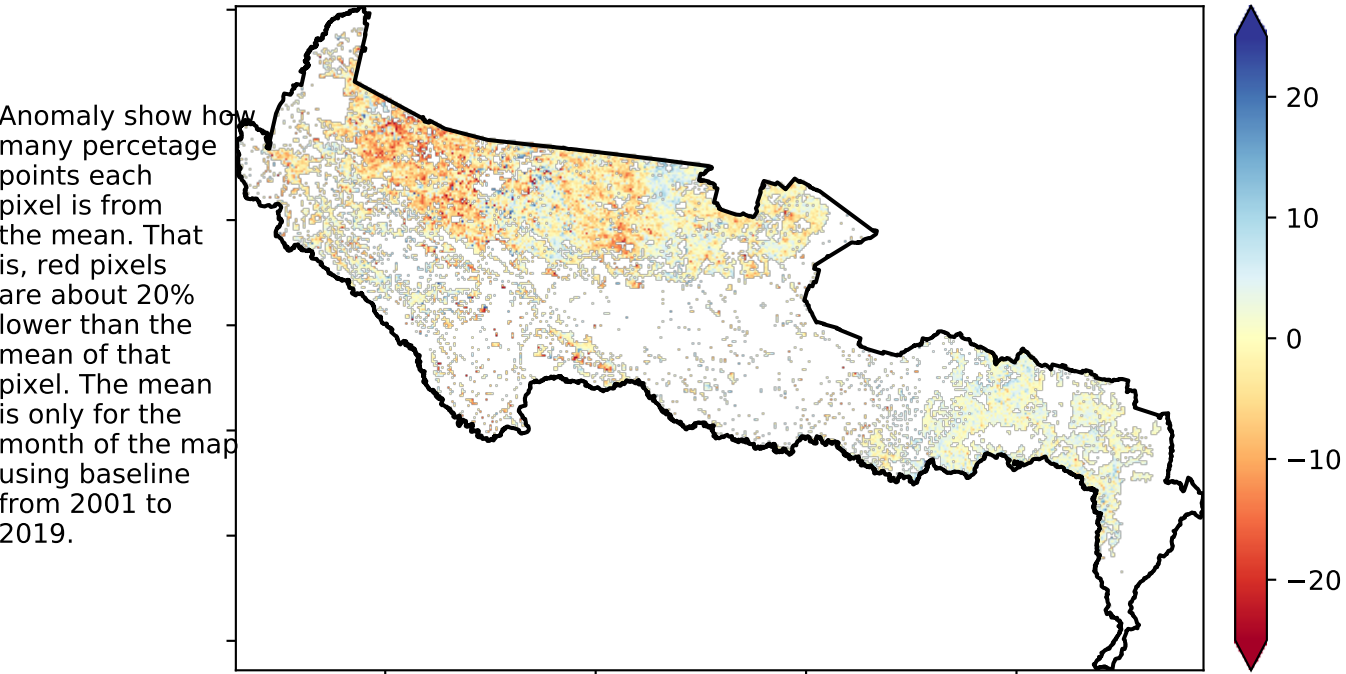 Anomaly show how
many percetage
points each
pixel is from
the mean. That
is, red pixels
are about 20%
lower than the
mean of that
pixel. The mean
is only for the
month of the map
using baseline
from 2001 to
2019.
20
10
0
−10
−20